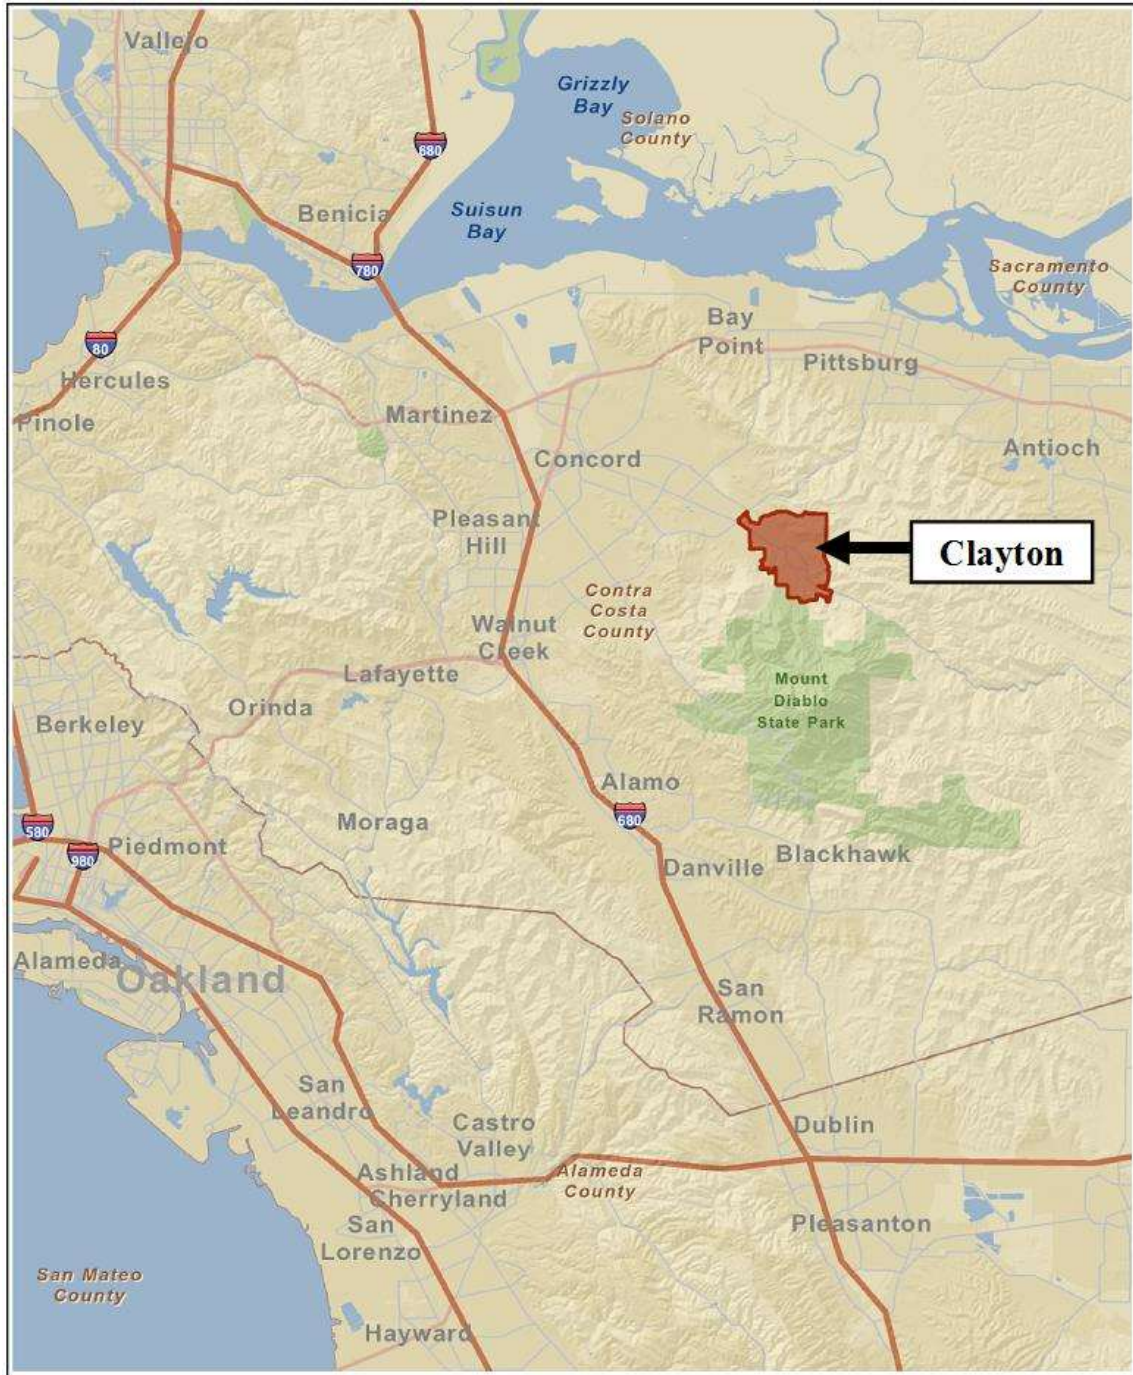 Vallejo
Grizzly
Bay
Solano
County
680
Benicia
Suisun
Bay
780
Sacramento
County
80
Bay
Point
Pittsburg
Hercules
Pinole
Martinez
Antioch
Concord
Pleasant
Hill
Clayton
Contra
Costa
County
Walnut
Creek
Lafayette
Mount
Diablo
State Park
Orinda
Berkeley
Alamo
680
Moraga
580
980
Piedmont
Blackhawk
Danville
Alameda
Oakland
San
Ramon
San
Leandro
Castro
Valley
Dublin
Ashland
Cherryland
Alameda
County
San
Lorenzo
Pleasanton
San Mateo
County
Hayward